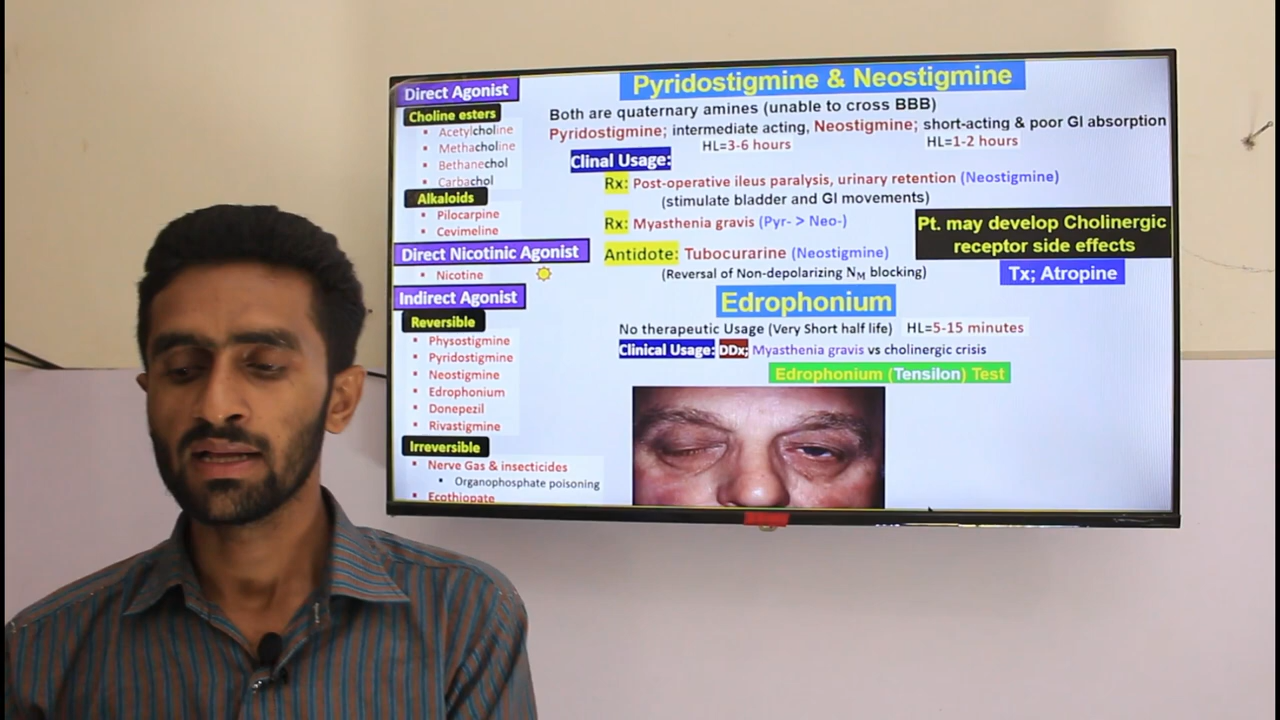 Direct Agonist
Choline esters
Acetylcholine
Methacholine
Bethanechol
Carbachol
Alkaloids
Pilocarpine
Cevimeline
Direct Nicotinic Agonist
Nicotine
Indirect Agonist
Reversible
Physostigmine
Pyridostigmine
Neostigmine
Edrophonium
Donepezil
Rivastigmine
Irreversible
Nerve Gas & insecticides
Organophosphate poisoning
Ecothiopate
Pyridostigmine & Neostigmine
Both are quaternary amines (unable to cross BBB)
Pyridostigmine; intermediate acting, Neostigmine; short-acting & poor GI absorption
HL=3-6 hours HL=1-2 hours
Clinal Usage:
Rx: Post-operative ileus paralysis, urinary retention (Neostigmine)
(stimulate bladder and GI movements)
Rx: Myasthenia gravis (Pyr- > Neo-)
Antidote: Tubocurarine (Neostigmine)
(Reversal of Non-depolarizing NM blocking)
Pt. may develop Cholinergic
receptor side effects
Tx; Atropine
Edrophonium
No therapeutic Usage (Very Short half life) HL=5-15 minutes
Clinical Usage: DDx; Myasthenia gravis vs cholinergic crisis
Edrophonium (Tensilon) Test